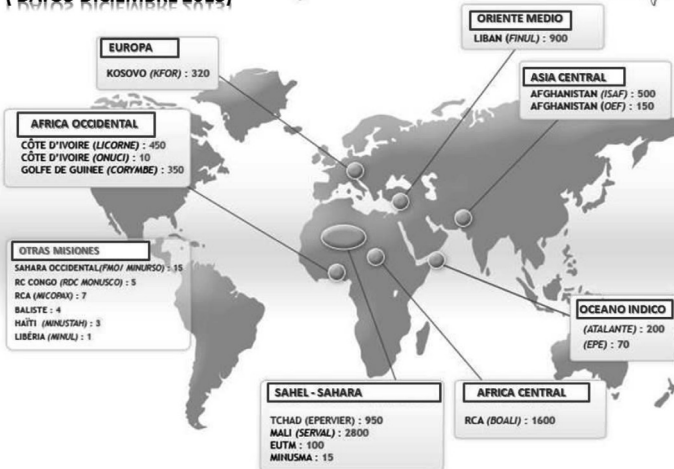 ORIENTE MEDIO
LIBAN (FINUL) : 900
EUROPA
KOSOVO (KFOR) : 320
ASIA CENTRAL
AFGHANISTAN (ISAF) : 500
AFGHANISTAN (OEF) : 150
AFRICA OCCIDENTAL
CÔTE D'IVOIRE (LICORNE) : 450
CÔTE D'IVOIRE (ONUCI) : 10
GOLFE DE GUINEE (CORYMBE) : 350
OTRAS MISIONES
SAHARA OCCIDENTAL(FMO/ MINURSO) : 15
RC CONGO (RDC MONUSCO) : 5
RCA (MICOPAX) : 7
BALISTE : 4
HAÏTI (MINUSTAH) : 3
LIBÉRIA (MINUL) : 1
OCEANO INDICO
(ATALANTE) : 200
(EPE) : 70
SAHEL - SAHARA
TCHAD (EPERVIER) : 950
MALI (SERVAL) : 2800
EUTM : 100
MINUSMA : 15
AFRICA CENTRAL
RCA (BOALI) : 1600